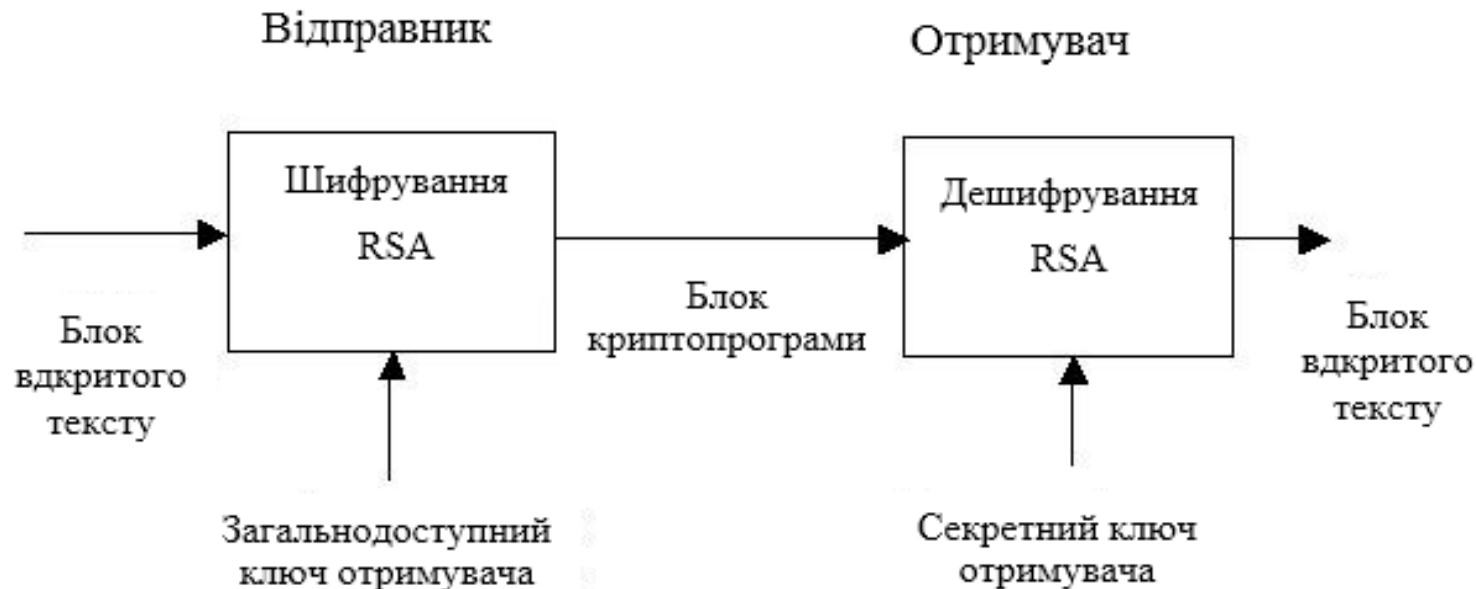 Відправник
Отримувач
Шифрування
RSA
Дешифрування
RSA
Блок
вдкритого
тексту
Блок
криптопрограми
Блок
вдкритого
тексту
Загальнодоступний
ключ отримувача
Секретний ключ
отримувача